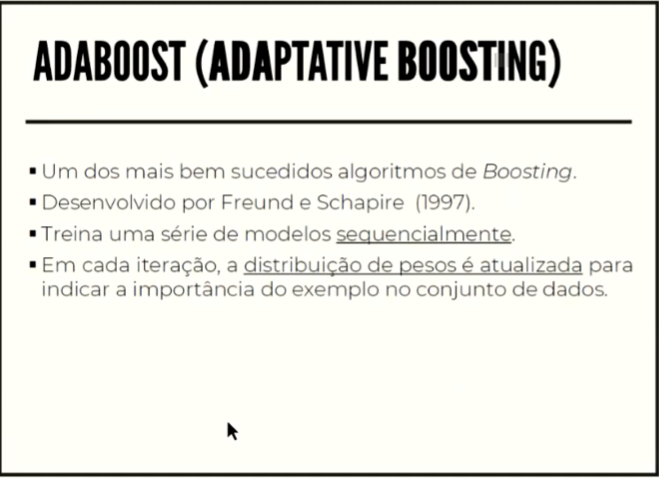 ADABOOST (ADAPTATIVE BOOSTING)
▪ Um dos mais bem sucedidos algoritmos de Boosting.
▪ Desenvolvido por Freund e Schapire (1997).
▪ Treina uma série de modelos sequencialmente.
▪ Em cada iteração, a distribuição de pesos é atualizada para
indicar a importância do exemplo no conjunto de dados.